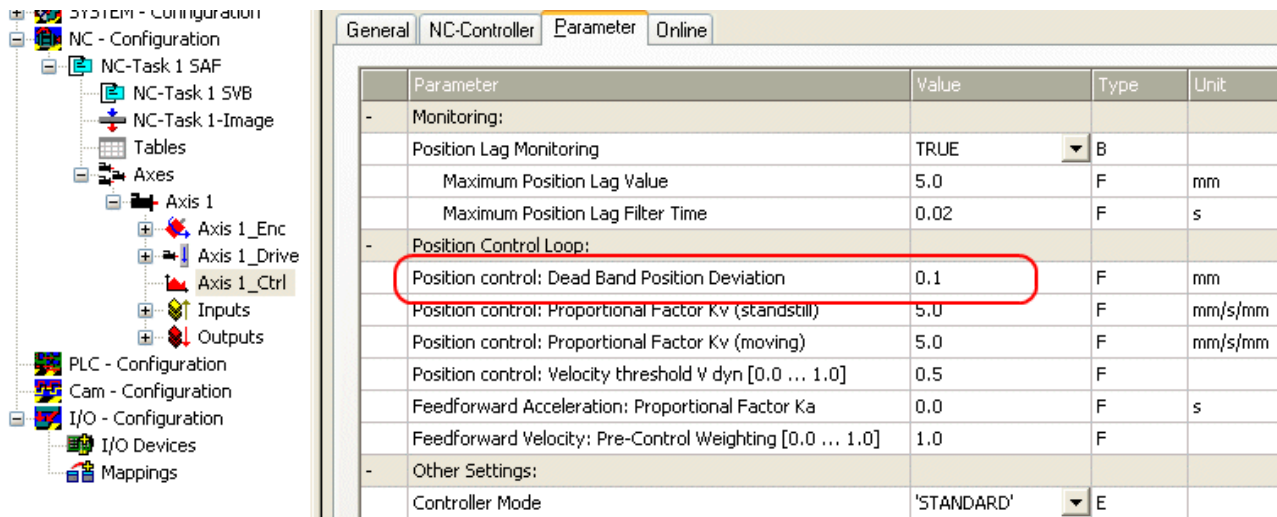 SYSTEM - Configuration
NC - Configuration
NC-Task 1 SAF
NC-Task 1 SVB
NC-Task 1-Image
Tables
Axes
Axis 1
Axis 1_Enc
Axis 1_Drive
Axis 1_Ctrl
Inputs
Outputs
PLC - Configuration
Cam - Configuration
I/O - Configuration
I/O Devices
Mappings
General NC-Controller Parameter Online
Parameter Value Type Unit
- Monitoring:
Position Lag Monitoring TRUE B
Maximum Position Lag Value 5.0 F mm
Maximum Position Lag Filter Time 0.02 F s
- Position Control Loop:
Position control: Dead Band Position Deviation 0.1 F mm
Position control: Proportional Factor Kv (standstill) 5.0 F mm/s/mm
Position control: Proportional Factor Kv (moving) 5.0 F mm/s/mm
Position control: Velocity threshold V dyn [0.0 ... 1.0] 0.5 F
Feedforward Acceleration: Proportional Factor Ka 0.0 F s
Feedforward Velocity: Pre-Control Weighting [0.0 ... 1.0] 1.0 F
- Other Settings:
Controller Mode 'STANDARD' E